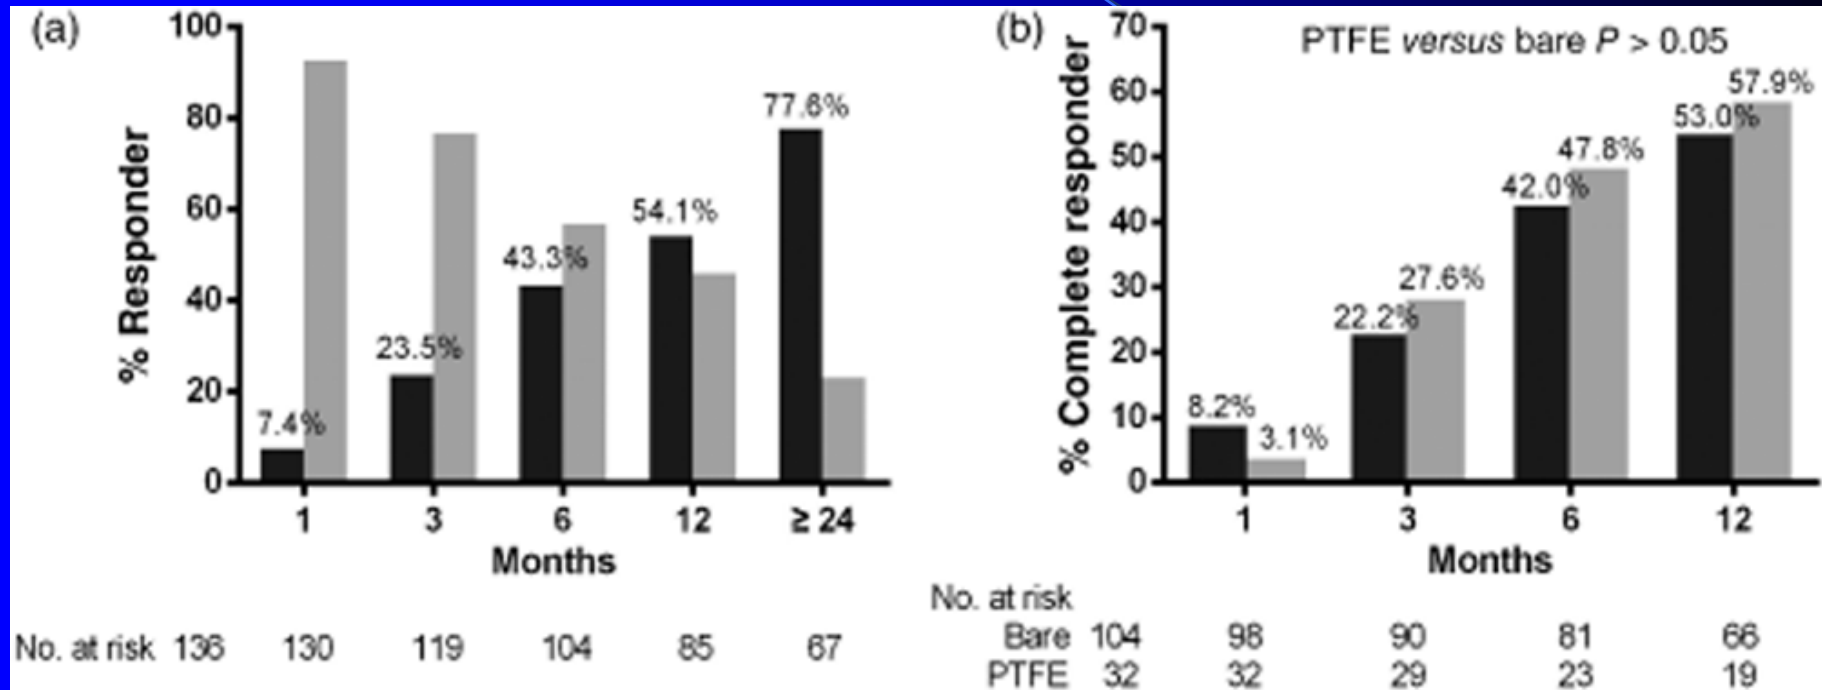 (a)
% Responder
100
80
60
40
20
0
7.4%
23.5%
43.3%
54.1%
77.6%
1 3 6 12 ≥ 24
Months
No. at risk 136 130 119 104 85 67
(b)
PTFE versus bare P > 0.05
% Complete responder
70
60
50
40
30
20
10
0
8.2%
3.1%
22.2%
27.6%
42.0%
47.8%
53.0%
57.9%
1 3 6 12
Months
No. at risk
Bare 104 98 90 81 66
PTFE 32 32 29 23 19